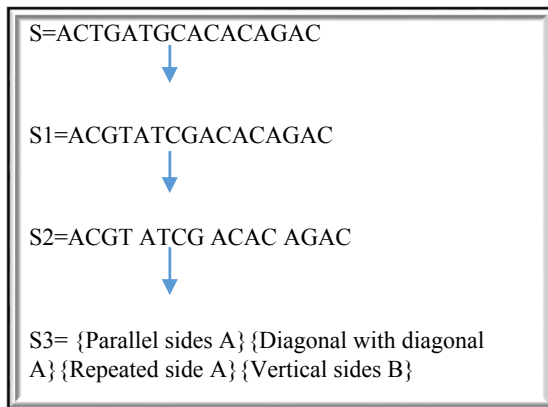 S=ACTGATGCACACAGAC
S1=ACGTATCGACACAGAC
S2=ACGT ATCG ACAC AGAC
S3= {Parallel sides A}{Diagonal with diagonal
A}{Repeated side A}{Vertical sides B}